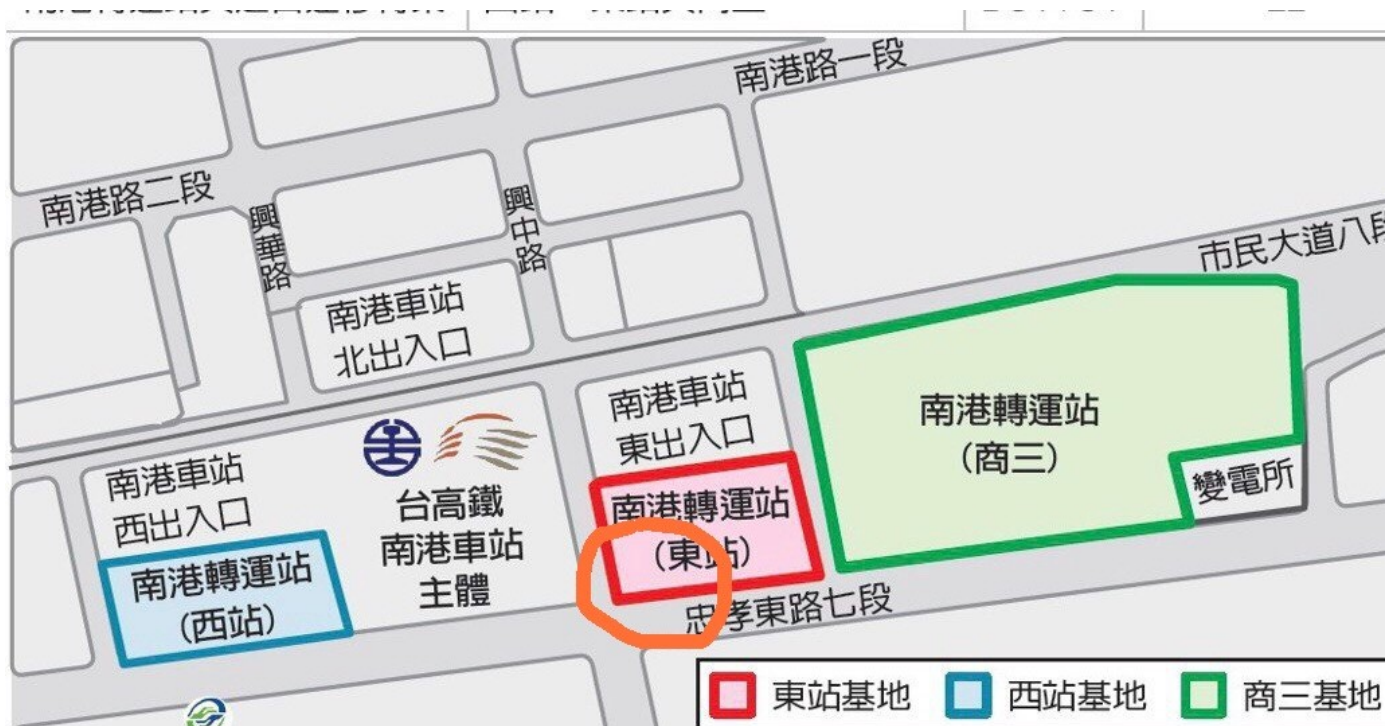 南港路一段
南港路二段
興華路
興中路
市民大道八段
南港車站
北出入口
南港車站
東出入口
南港轉運站
(商三)
南港車站
西出入口
台高鐵
南港車站
主體
南港轉運站
(東站)
變電所
南港轉運站
(西站)
忠孝東路七段
東站基地
西站基地
商三基地